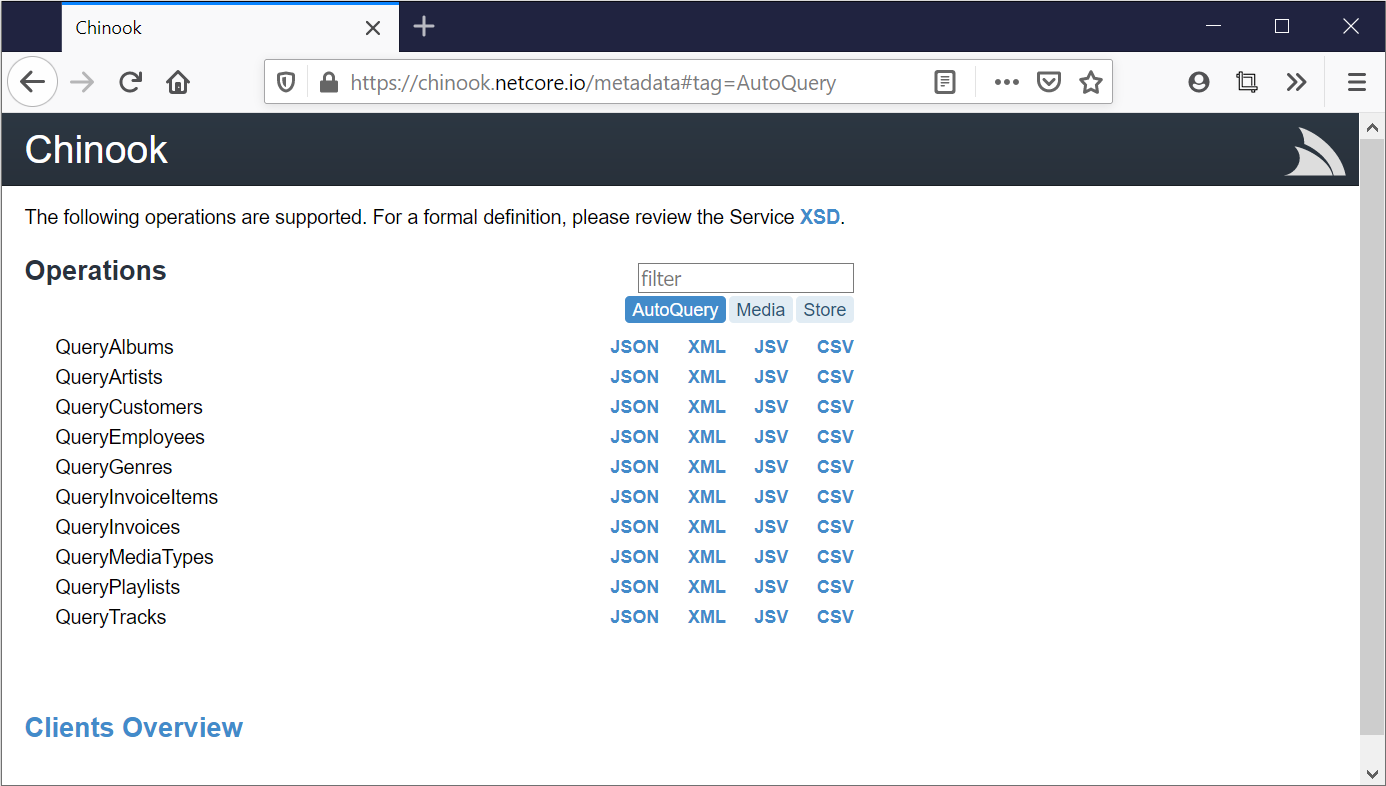 Chinook
https://chinook.netcore.io/metadata#tag=AutoQuery
Chinook
The following operations are supported. For a formal definition, please review the Service XSD.
Operations
filter
AutoQuery Media Store
QueryAlbums JSON XML JSV CSV
QueryArtists JSON XML JSV CSV
QueryCustomers JSON XML JSV CSV
QueryEmployees JSON XML JSV CSV
QueryGenres JSON XML JSV CSV
QueryInvoiceItems JSON XML JSV CSV
QueryInvoices JSON XML JSV CSV
QueryMediaTypes JSON XML JSV CSV
QueryPlaylists JSON XML JSV CSV
QueryTracks JSON XML JSV CSV
Clients Overview